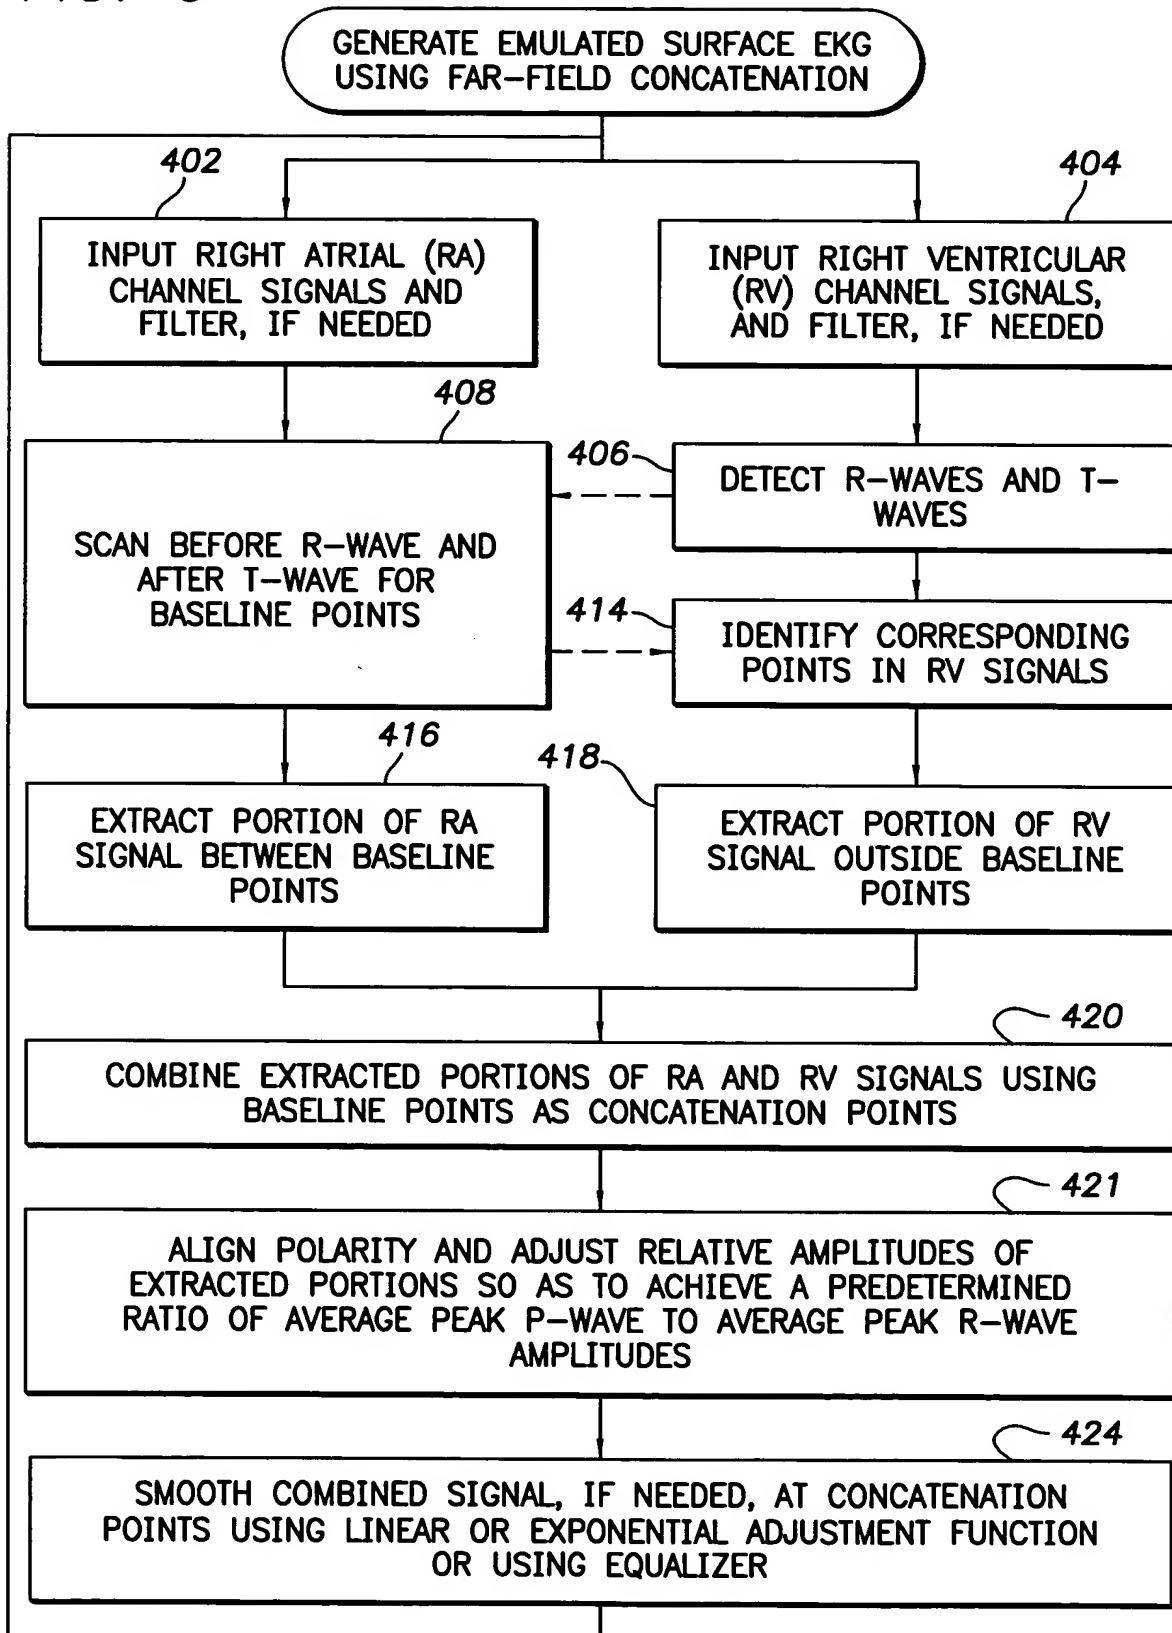 GENERATE EMULATED SURFACE EKG
USING FAR-FIELD CONCATENATION
402
404
INPUT RIGHT ATRIAL (RA)
CHANNEL SIGNALS AND
FILTER, IF NEEDED
INPUT RIGHT VENTRICULAR
(RV) CHANNEL SIGNALS,
AND FILTER, IF NEEDED
408
406
DETECT R-WAVES AND T-
WAVES
SCAN BEFORE R-WAVE AND
AFTER T-WAVE FOR
BASELINE POINTS
414
IDENTIFY CORRESPONDING
POINTS IN RV SIGNALS
416
418
EXTRACT PORTION OF RA
SIGNAL BETWEEN BASELINE
POINTS
EXTRACT PORTION OF RV
SIGNAL OUTSIDE BASELINE
POINTS
420
COMBINE EXTRACTED PORTIONS OF RA AND RV SIGNALS USING
BASELINE POINTS AS CONCATENATION POINTS
421
ALIGN POLARITY AND ADJUST RELATIVE AMPLITUDES OF
EXTRACTED PORTIONS SO AS TO ACHIEVE A PREDETERMINED
RATIO OF AVERAGE PEAK P-WAVE TO AVERAGE PEAK R-WAVE
AMPLITUDES
424
SMOOTH COMBINED SIGNAL, IF NEEDED, AT CONCATENATION
POINTS USING LINEAR OR EXPONENTIAL ADJUSTMENT FUNCTION
OR USING EQUALIZER